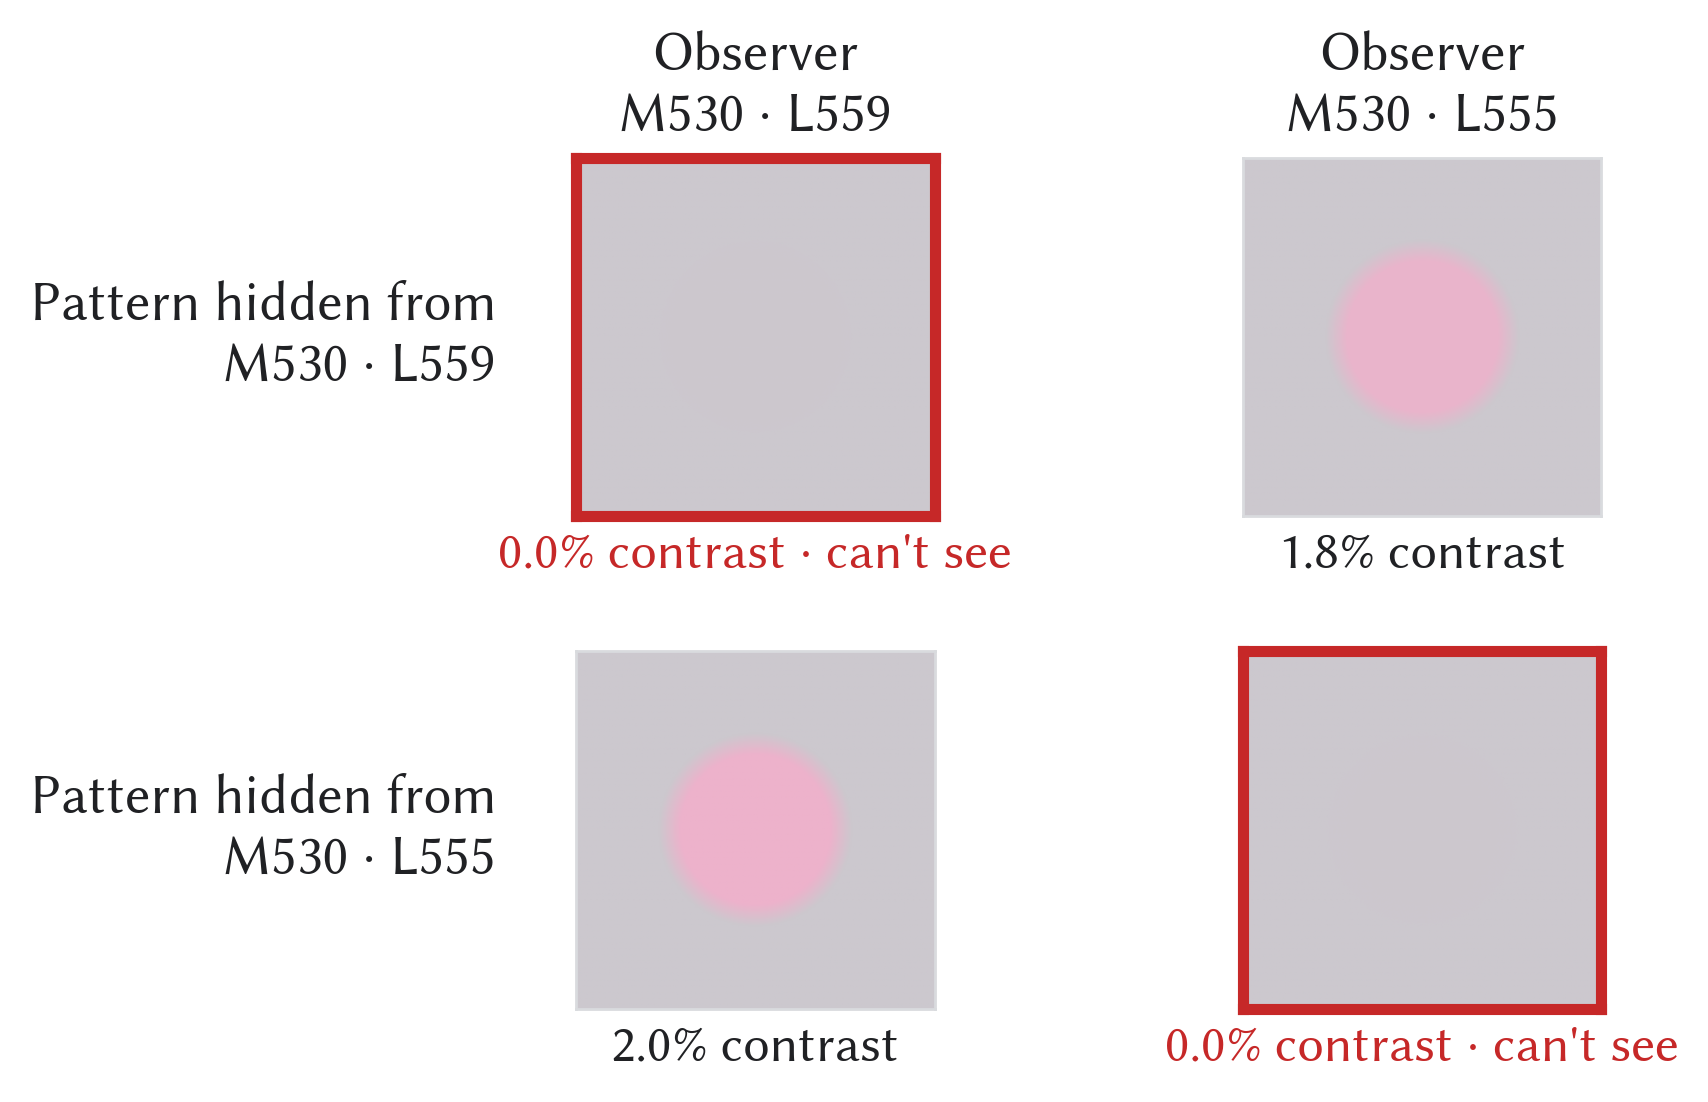 Observer
M530 · L559
Observer
M530 · L555
Pattern hidden from
M530 · L559
0.0% contrast · can't see
1.8% contrast
Pattern hidden from
M530 · L555
2.0% contrast
0.0% contrast · can't see